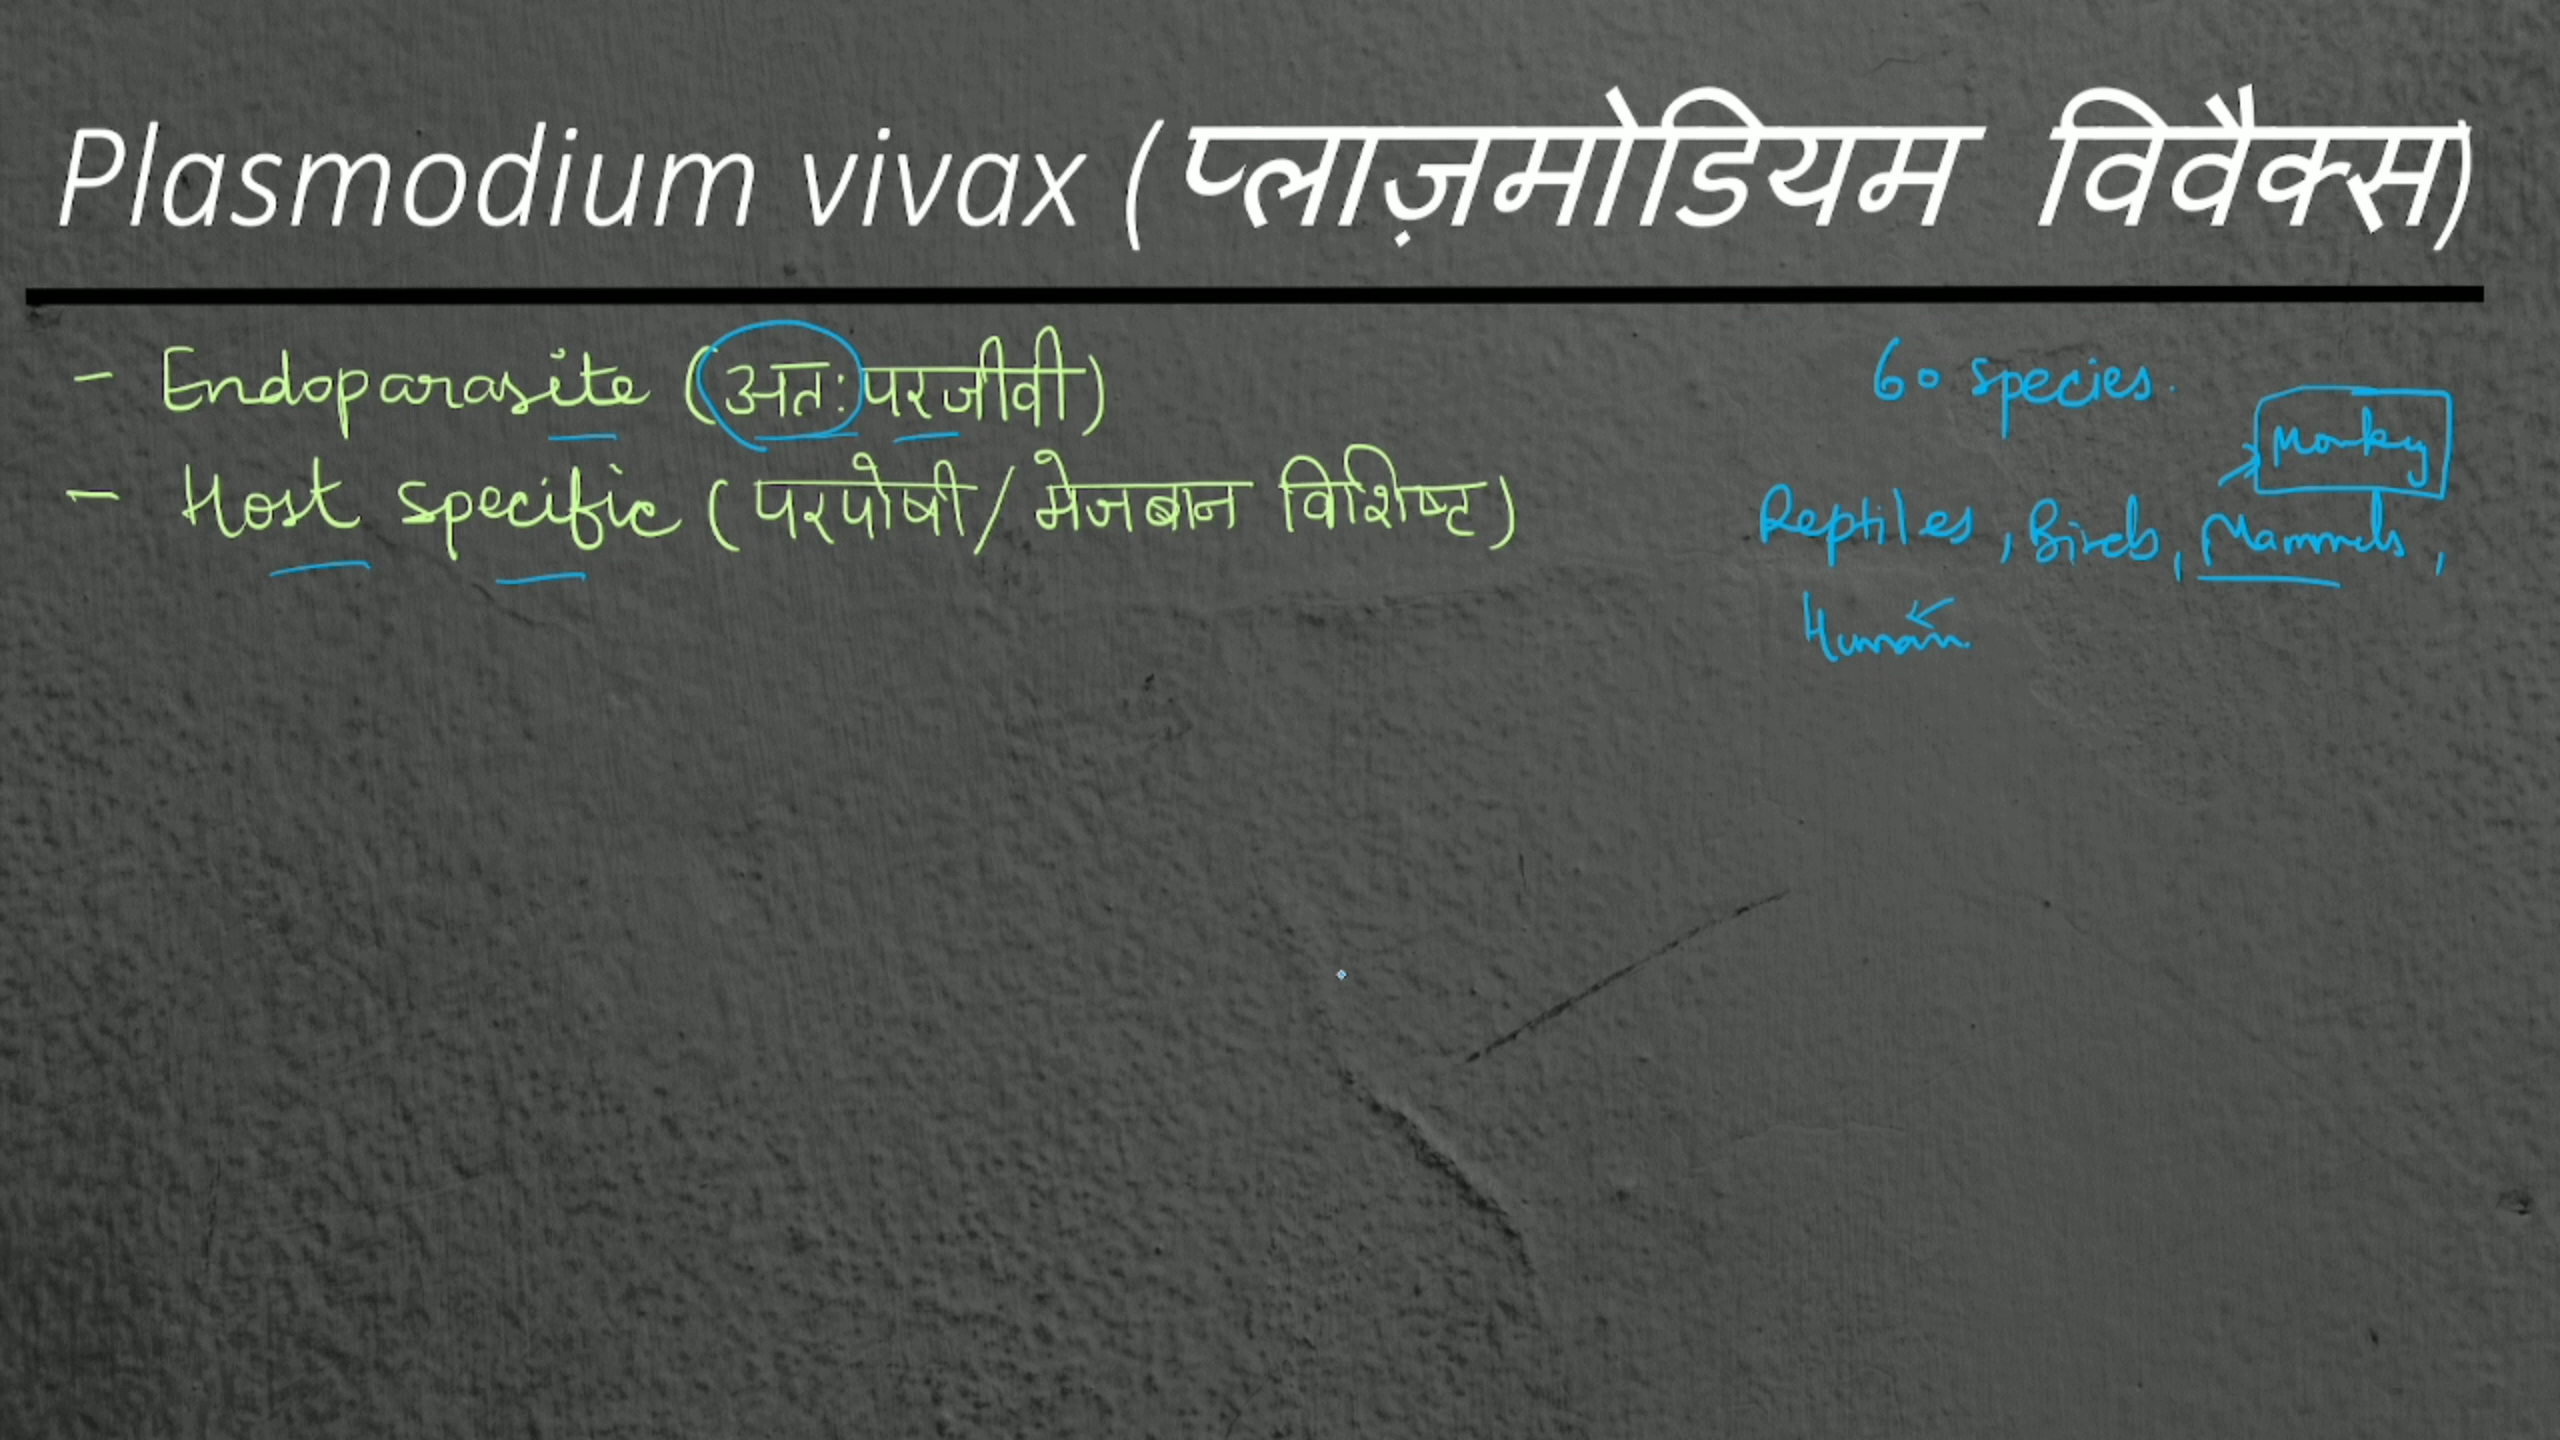 Plasmodium vivax (प्लाज़मोडियम विवैक्स)
- Endoparasite (अतः परजीवी)
- Host specific (परपोषी/ मेजबान विशिष्ट)
60 species.
Monkey
Reptiles, Birds, Mammals,
Human